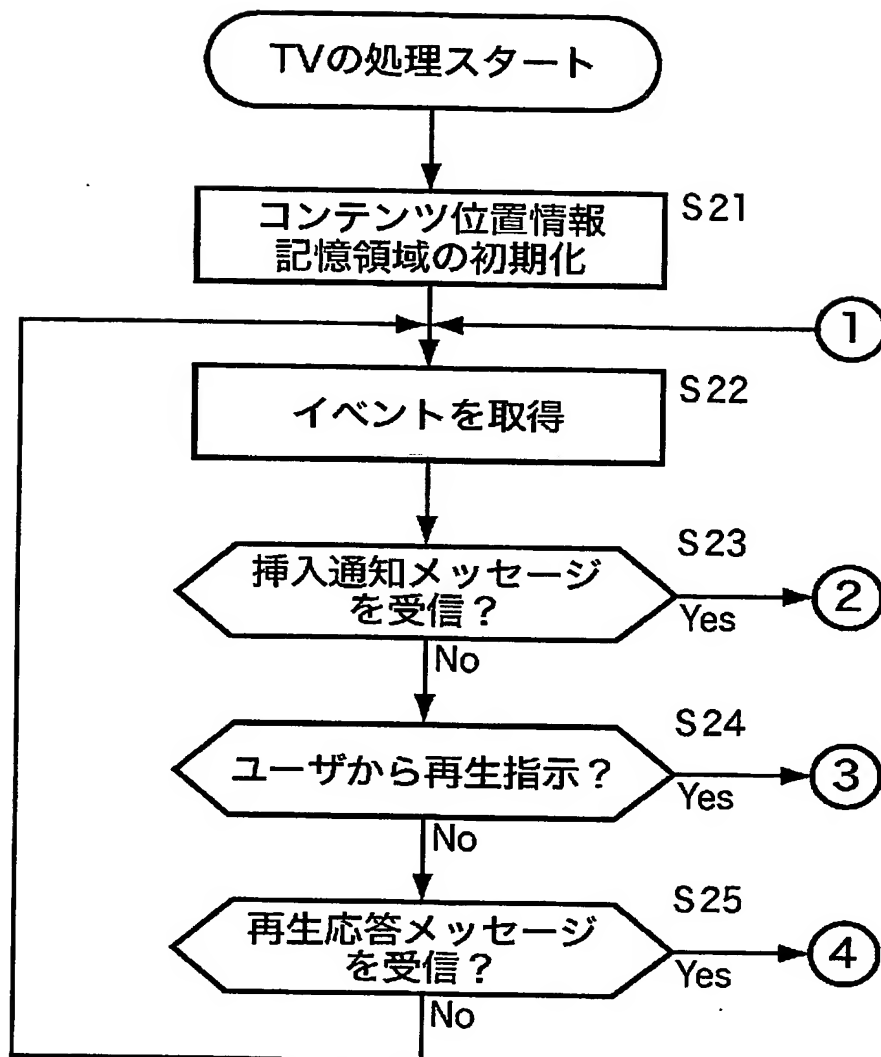 TVの処理スタート
コンテンツ位置情報
記憶領域の初期化
S21
①
イベントを取得
S22
挿入通知メッセージ
を受信？
S23
Yes
②
No
ユーザから再生指示？
S24
Yes
③
No
再生応答メッセージ
を受信？
S25
Yes
④
No